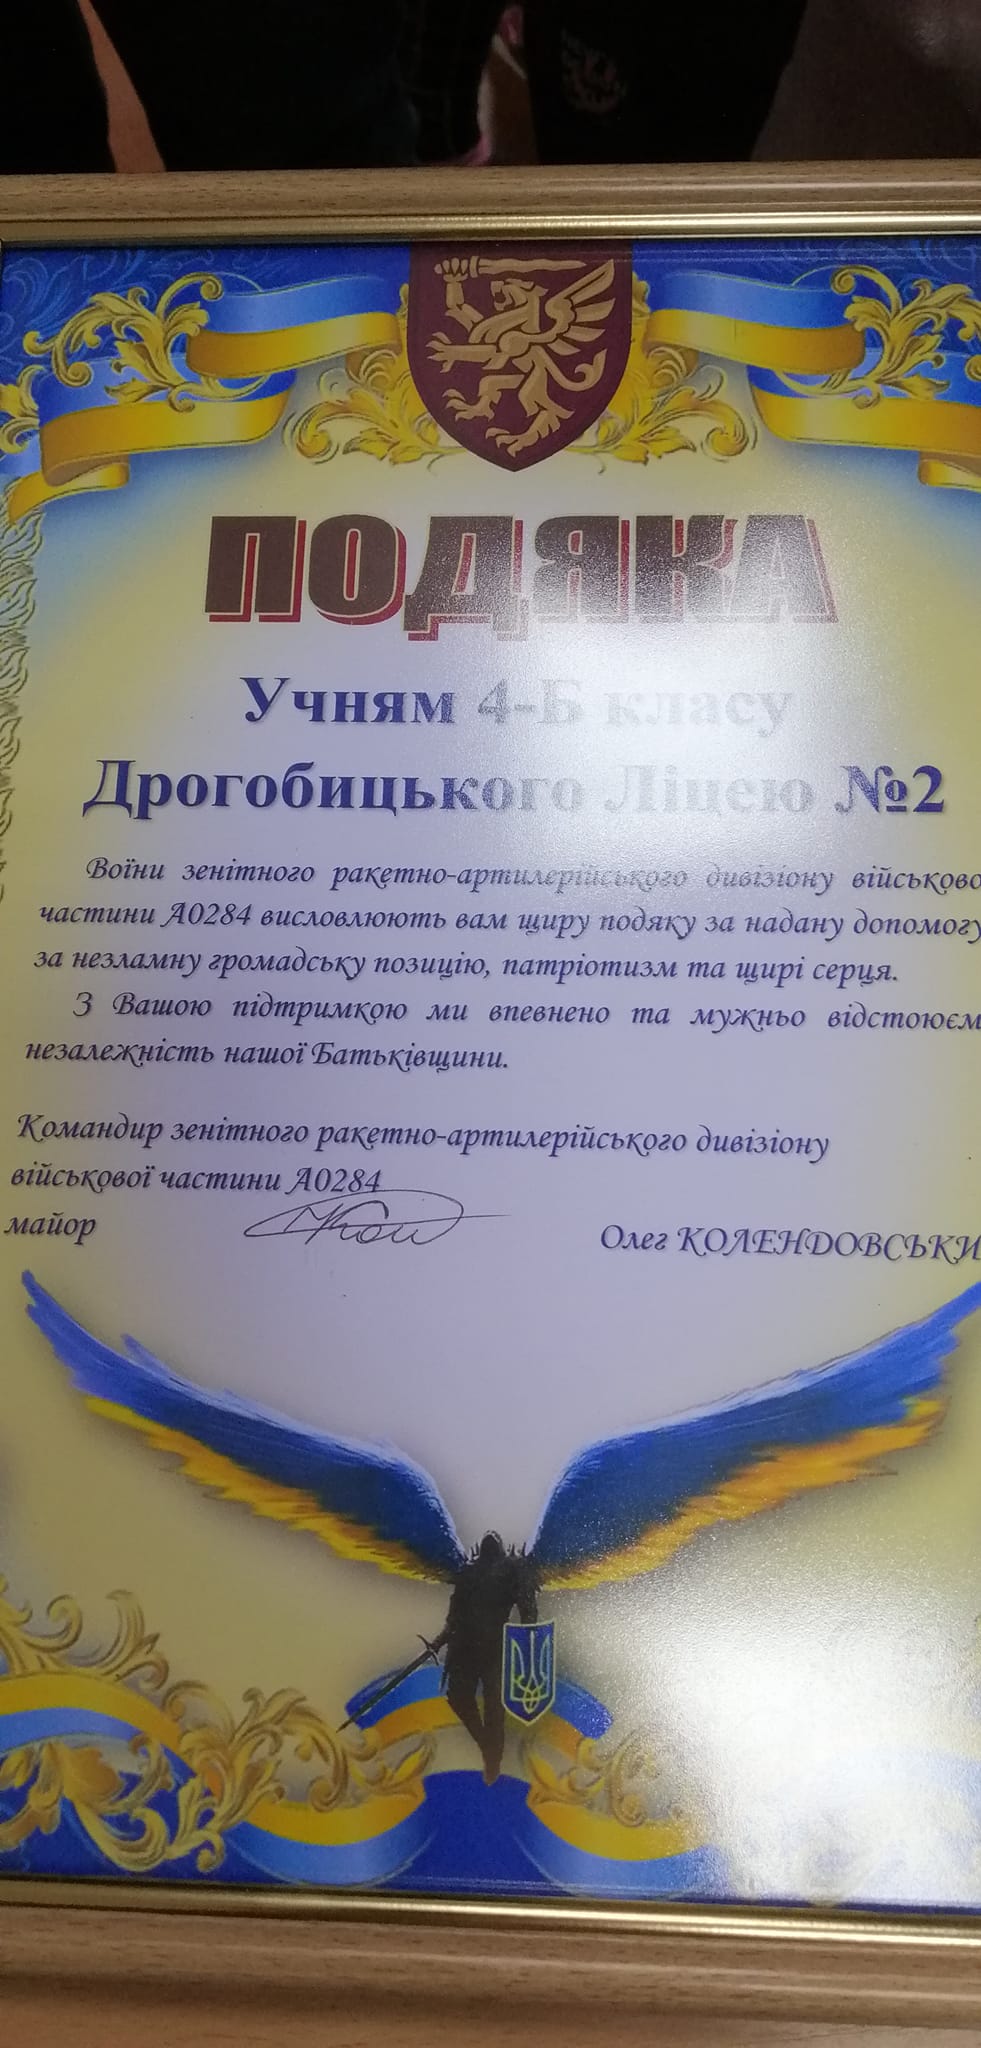 ПОДЯКА
Учням 4-Б класу
Дрогобицького Ліцею №2
Воїни зенітного ракетно-артилерійського дивізіону військово
частини А0284 висловлюють вам щиру подяку за надану допомогу
за незламну громадську позицію, патріотизм та щирі серця.
З Вашою підтримкою ми впевнено та мужньо відстоюєм
незалежність нашої Батьківщини.
Командир зенітного ракетно-артилерійського дивізіону
військової частини А0284
майор Олег КОЛЕНДОВСЬКИ